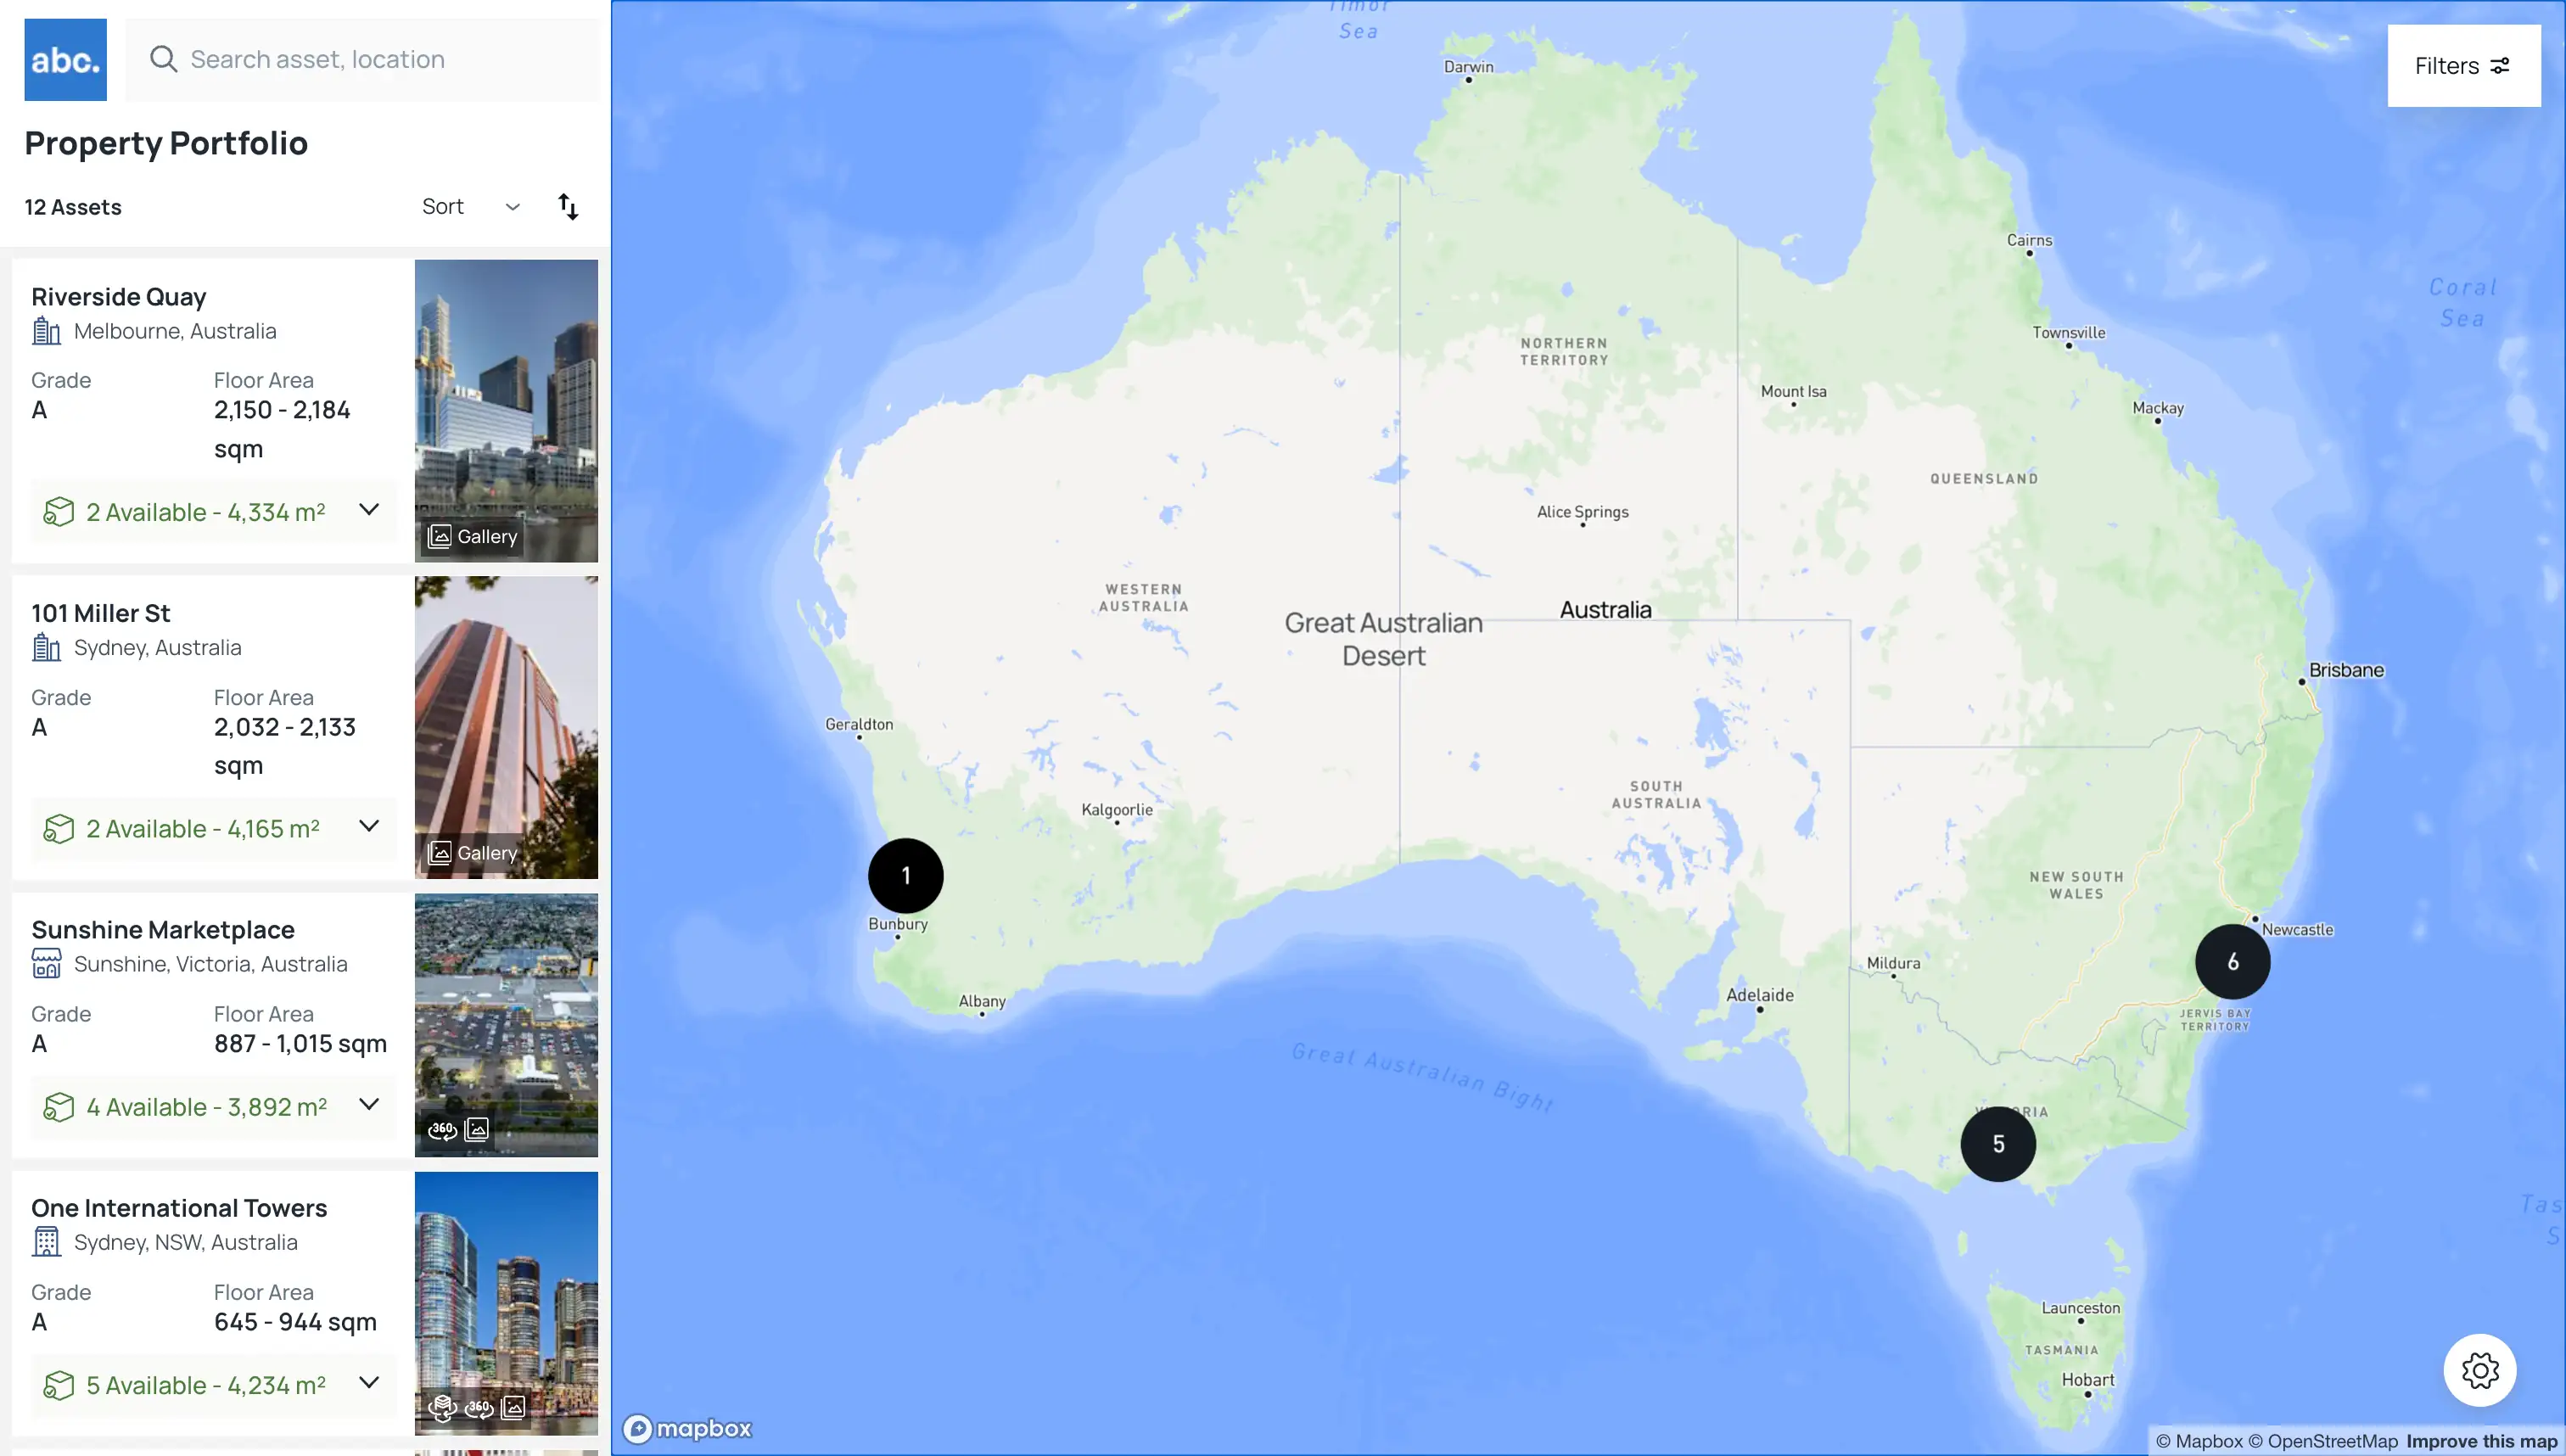 abc.
Search asset, location
Property Portfolio
12 Assets
Sort
Riverside Quay
Melbourne, Australia
Grade
Floor Area
A
2,150 - 2,184
sqm
2 Available - 4,334 m²
Gallery
101 Miller St
Sydney, Australia
Grade
Floor Area
A
2,032 - 2,133
sqm
2 Available - 4,165 m²
Gallery
Sunshine Marketplace
Sunshine, Victoria, Australia
Grade
Floor Area
A
887 - 1,015 sqm
4 Available - 3,892 m²
360
One International Towers
Sydney, NSW, Australia
Grade
Floor Area
A
645 - 944 sqm
5 Available - 4,234 m²
360
Timor
Sea
Filters
Darwin
Cairns
Coral
Sea
Townsville
NORTHERN
TERRITORY
Mount Isa
Mackay
QUEENSLAND
Alice Springs
WESTERN
AUSTRALIA
Australia
Great Australian
Desert
Brisbane
Geraldton
SOUTH
AUSTRALIA
Kalgoorlie
1
NEW SOUTH
WALES
Bunbury
Newcastle
6
Mildura
Adelaide
Albany
JERVIS BAY
TERRITORY
Great Australian Bight
5
Launceston
TASMANIA
Hobart
mapbox
© Mapbox © OpenStreetMap Improve this map